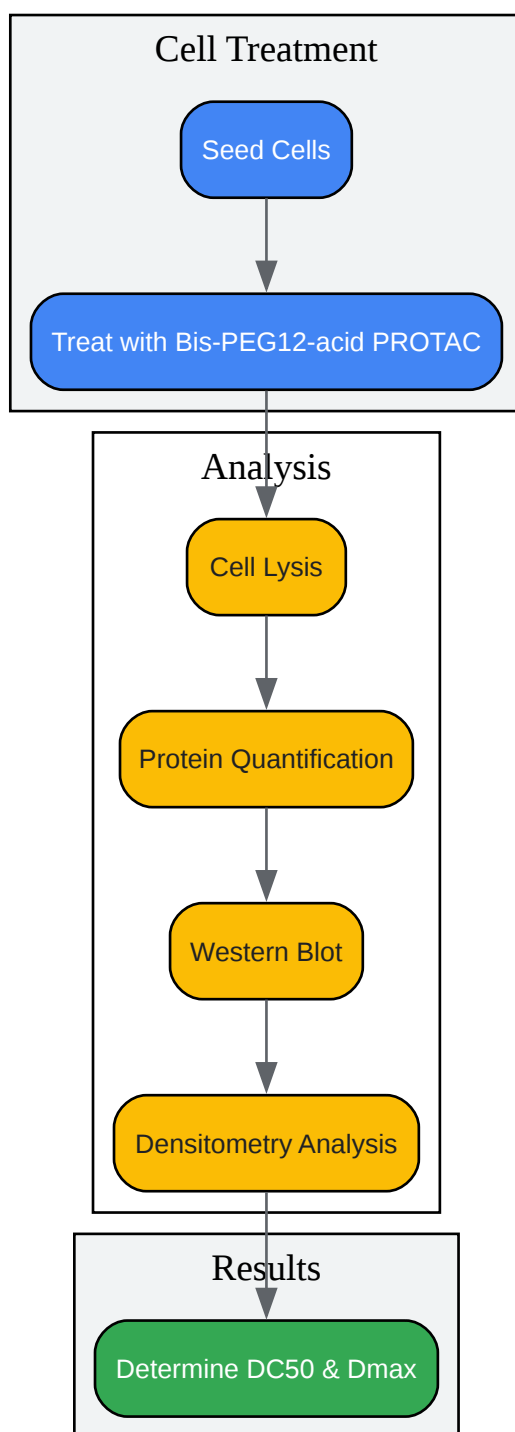 Cell Treatment
Seed Cells
Treat with Bis-PEG12-acid PROTAC
Analysis
Cell Lysis
Protein Quantification
Western Blot
Densitometry Analysis
Results
Determine DC50 & Dmax